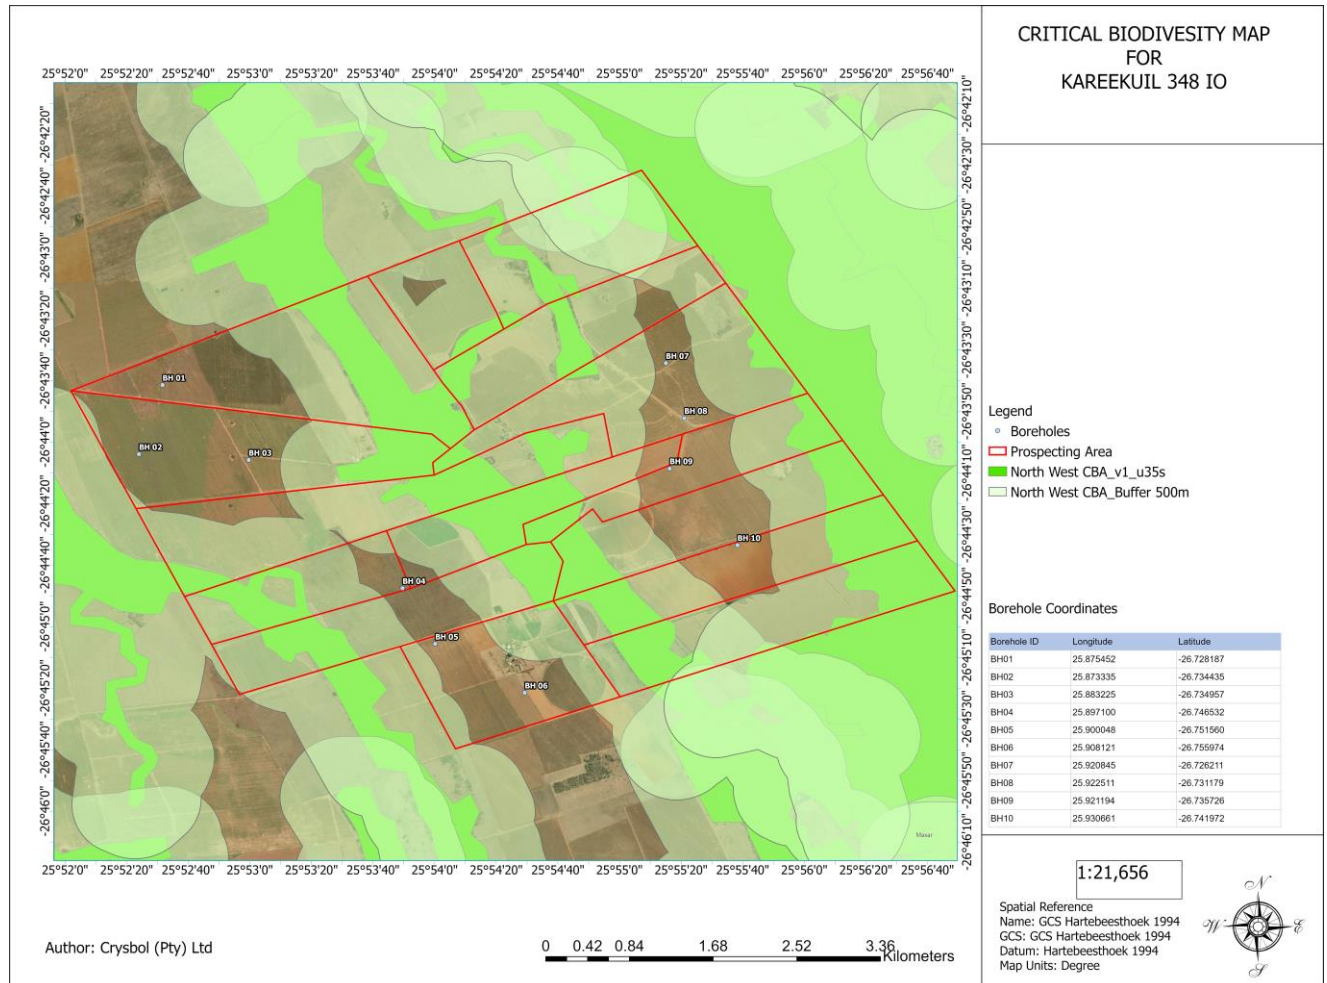 CRITICAL BIODIVESITY MAP
FOR
KAREEKUIL 348 IO
25°52'0" 25°52'20" 25°52'40" 25°53'0" 25°53'20" 25°53'40" 25°54'0" 25°54'20" 25°54'40" 25°55'0" 25°55'20" 25°55'40" 25°56'0" 25°56'20" 25°56'40"
-26°42'20"
-26°42'40"
-26°43'0"
-26°43'20"
-26°43'40"
-26°44'0"
-26°44'20"
-26°44'40"
-26°45'0"
-26°45'20"
-26°45'40"
-26°46'0"
BH 01
BH 02
BH 03
BH 04
BH 05
BH 06
BH 07
BH 08
BH 09
BH 10
Maxar
-26°42'10"
-26°42'30"
-26°42'50"
-26°43'10"
-26°43'30"
-26°43'50"
-26°44'10"
-26°44'30"
-26°44'50"
-26°45'10"
-26°45'30"
-26°45'50"
-26°46'10"
25°52'0" 25°52'20" 25°52'40" 25°53'0" 25°53'20" 25°53'40" 25°54'0" 25°54'20" 25°54'40" 25°55'0" 25°55'20" 25°55'40" 25°56'0" 25°56'20" 25°56'40"
Legend
Boreholes
Prospecting Area
North West CBA_v1_u35s
North West CBA_Buffer 500m
Borehole Coordinates
Borehole ID Longitude Latitude
BH01 25.875452 -26.728187
BH02 25.873335 -26.734435
BH03 25.883225 -26.734957
BH04 25.897100 -26.746532
BH05 25.900048 -26.751560
BH06 25.908121 -26.755974
BH07 25.920845 -26.726211
BH08 25.922511 -26.731179
BH09 25.921194 -26.735726
BH10 25.930661 -26.741972
1:21,656
Spatial Reference
Name: GCS Hartebeesthoek 1994
GCS: GCS Hartebeesthoek 1994
Datum: Hartebeesthoek 1994
Map Units: Degree
N
W E
S
Author: Crysbol (Pty) Ltd
0 0.42 0.84 1.68 2.52 3.36
Kilometers